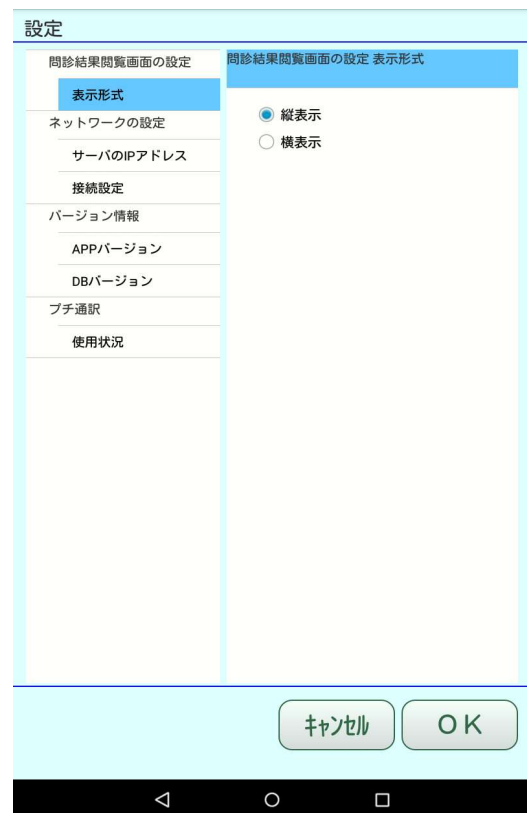 設定
問診結果閲覧画面の設定
表示形式
ネットワークの設定
サーバのIPアドレス
接続設定
バージョン情報
APPバージョン
DBバージョン
プチ通訳
使用状況
問診結果閲覧画面の設定 表示形式
縦表示
横表示
キャンセル
OK